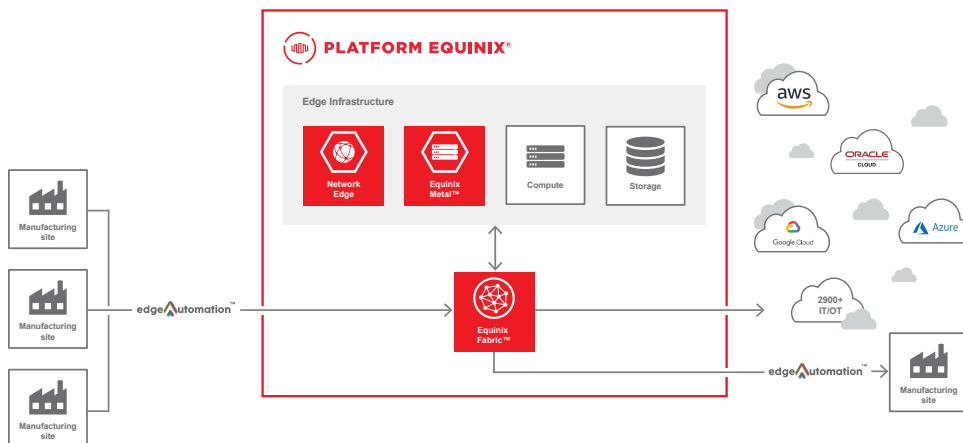 PLATFORM EQUINIX®
Edge Infrastructure
Network
Edge
Equinix
Metal™
Compute
Storage
Manufacturing
site
Manufacturing
site
Manufacturing
site
edgeAutomation™
Equinix
Fabric™
aws
ORACLE
CLOUD
Google Cloud
Azure
2900+
IT/OT
edgeAutomation™
Manufacturing
site